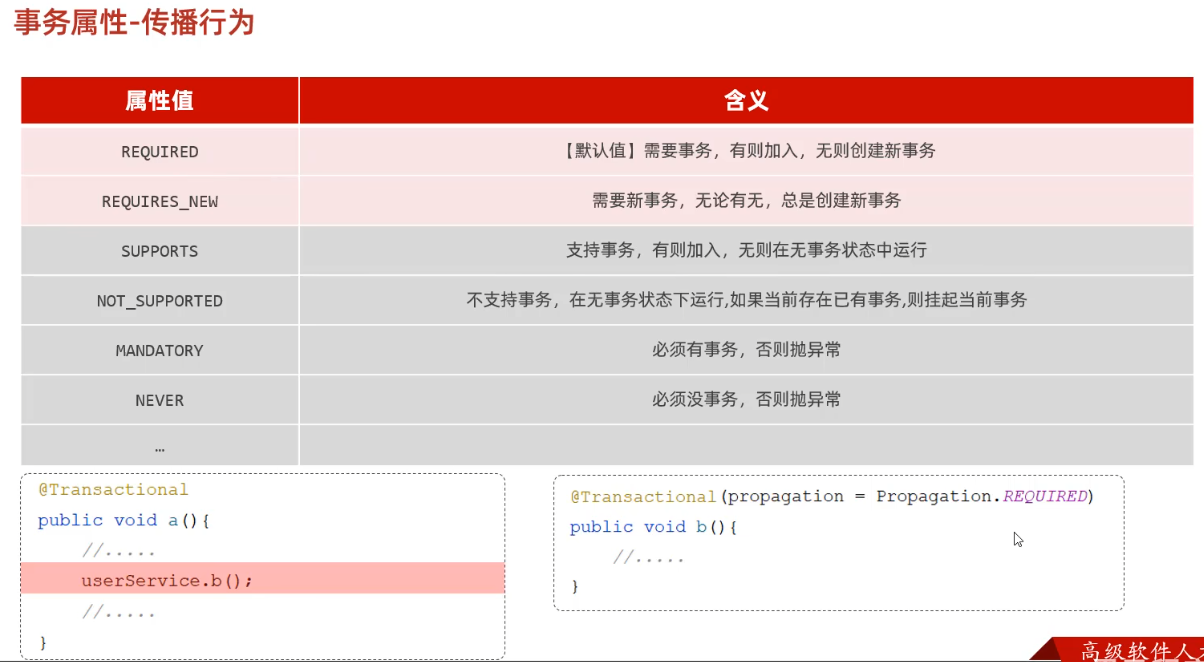 事务属性-传播行为
属性值 含义
REQUIRED 【默认值】需要事务，有则加入，无则创建新事务
REQUIRES_NEW 需要新事务，无论有无，总是创建新事务
SUPPORTS 支持事务，有则加入，无则在无事务状态中运行
NOT_SUPPORTED 不支持事务，在无事务状态下运行,如果当前存在已有事务,则挂起当前事务
MANDATORY 必须有事务，否则抛异常
NEVER 必须没事务，否则抛异常
…
@Transactional
public void a(){
//.....
userService.b();
//.....
}
@Transactional(propagation = Propagation.REQUIRED)
public void b(){
//.....
}
高级软件人